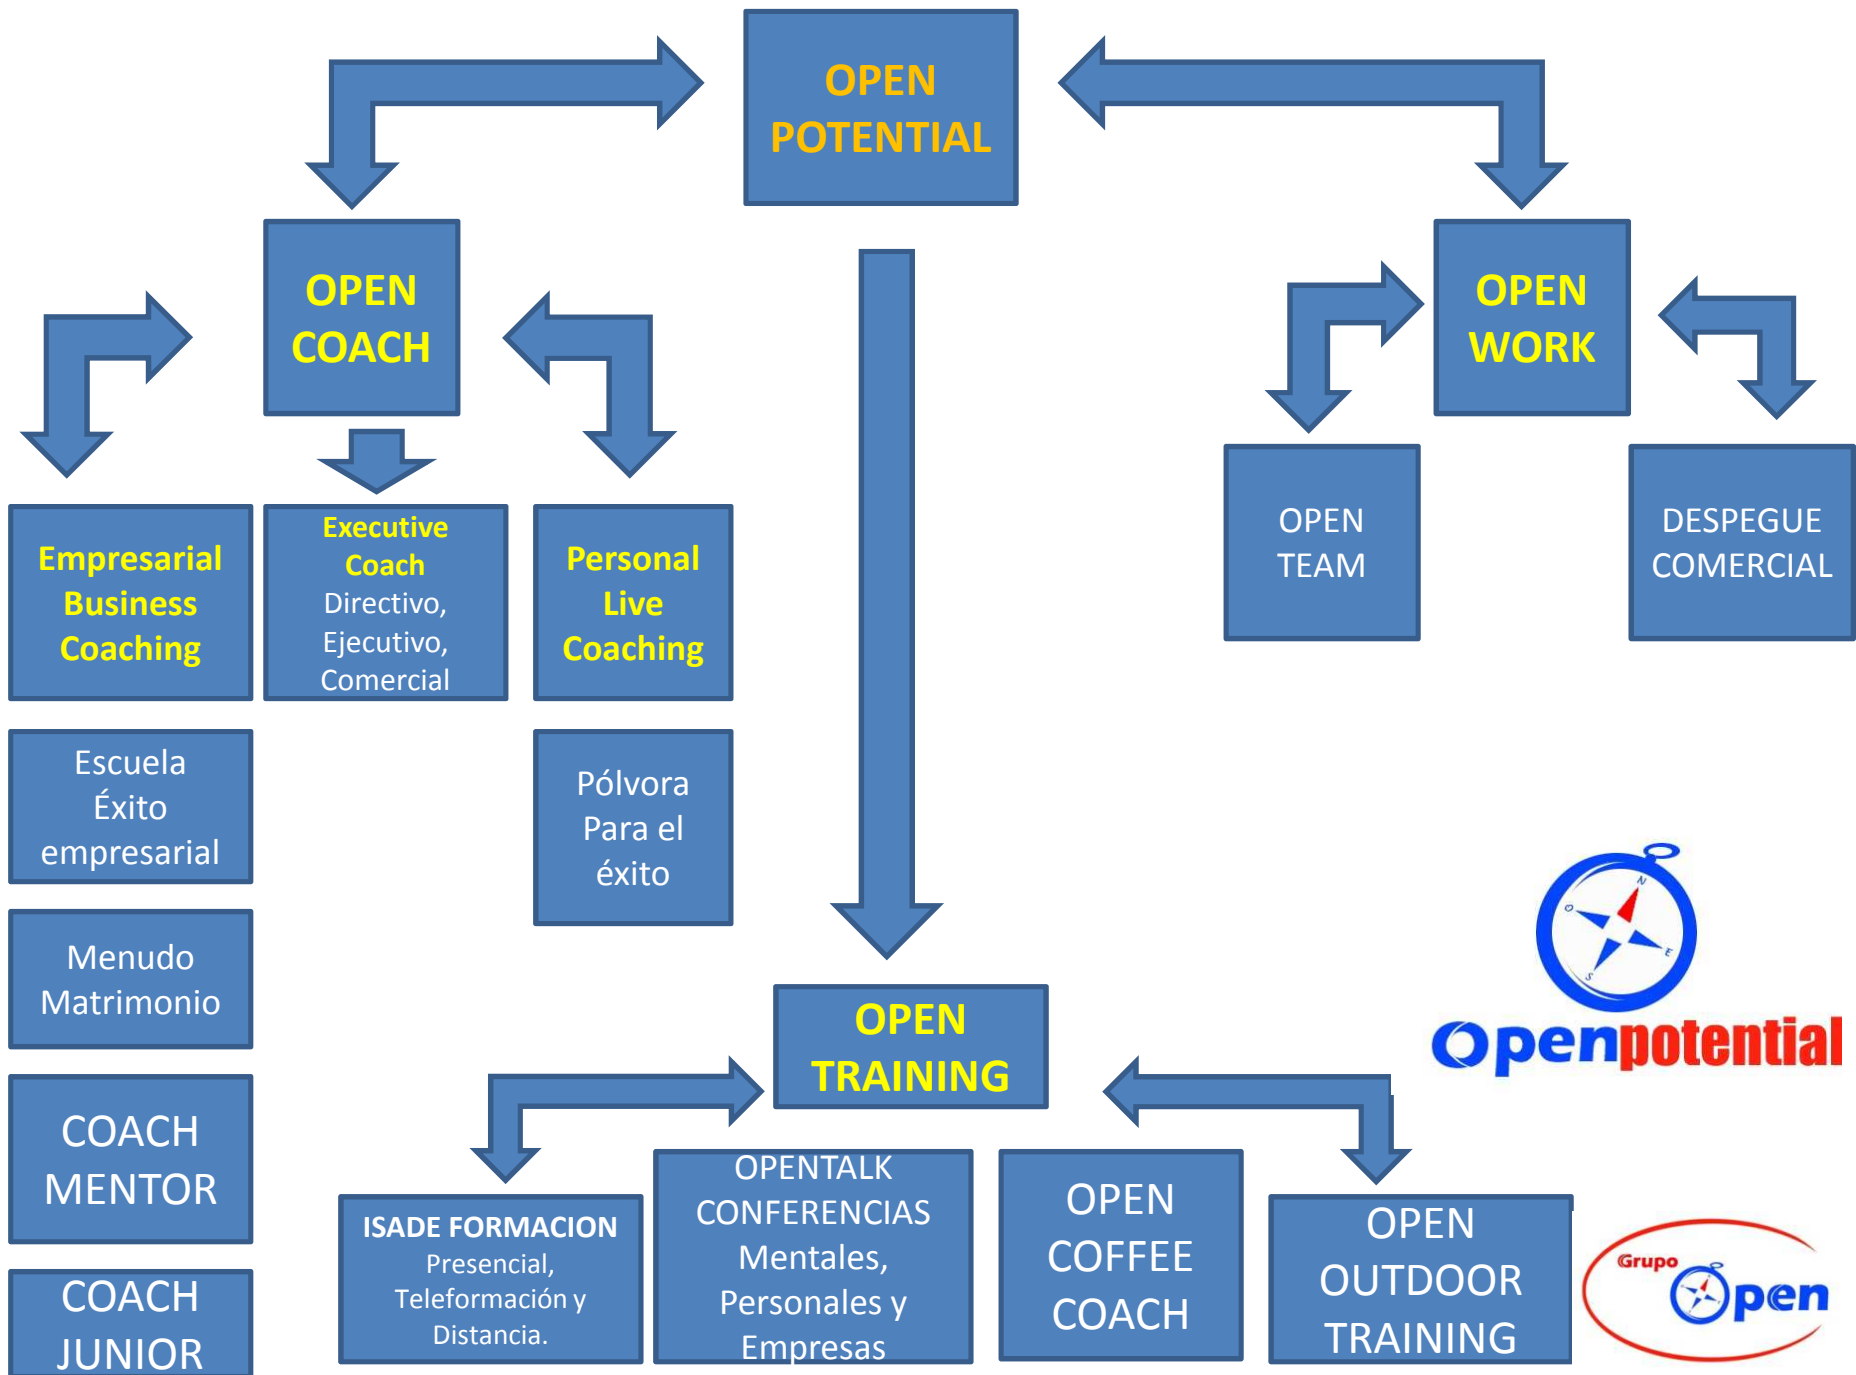 OPEN
POTENTIAL
OPEN
COACH
OPEN
WORK
Empresarial
Business
Coaching
Executive
Coach
Directivo,
Ejecutivo,
Comercial
Personal
Live
Coaching
OPEN
TEAM
DESPEGUE
COMERCIAL
Escuela
Éxito
empresarial
Pólvora
Para el
éxito
Menudo
Matrimonio
COACH
MENTOR
COACH
JUNIOR
OPEN
TRAINING
ISADE FORMACION
Presencial,
Teleformación y
Distancia.
OPENTALK
CONFERENCIAS
Mentales,
Personales y
Empresas
OPEN
COFFEE
COACH
OPEN
OUTDOOR
TRAINING
N
O
E
S
Openpotential
Grupo
Open